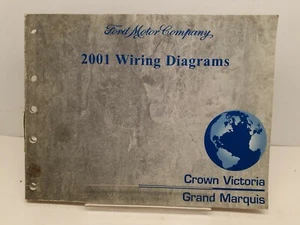 Ford Motor Company
2001 Wiring Diagrams
Crown Victoria
Grand Marquis